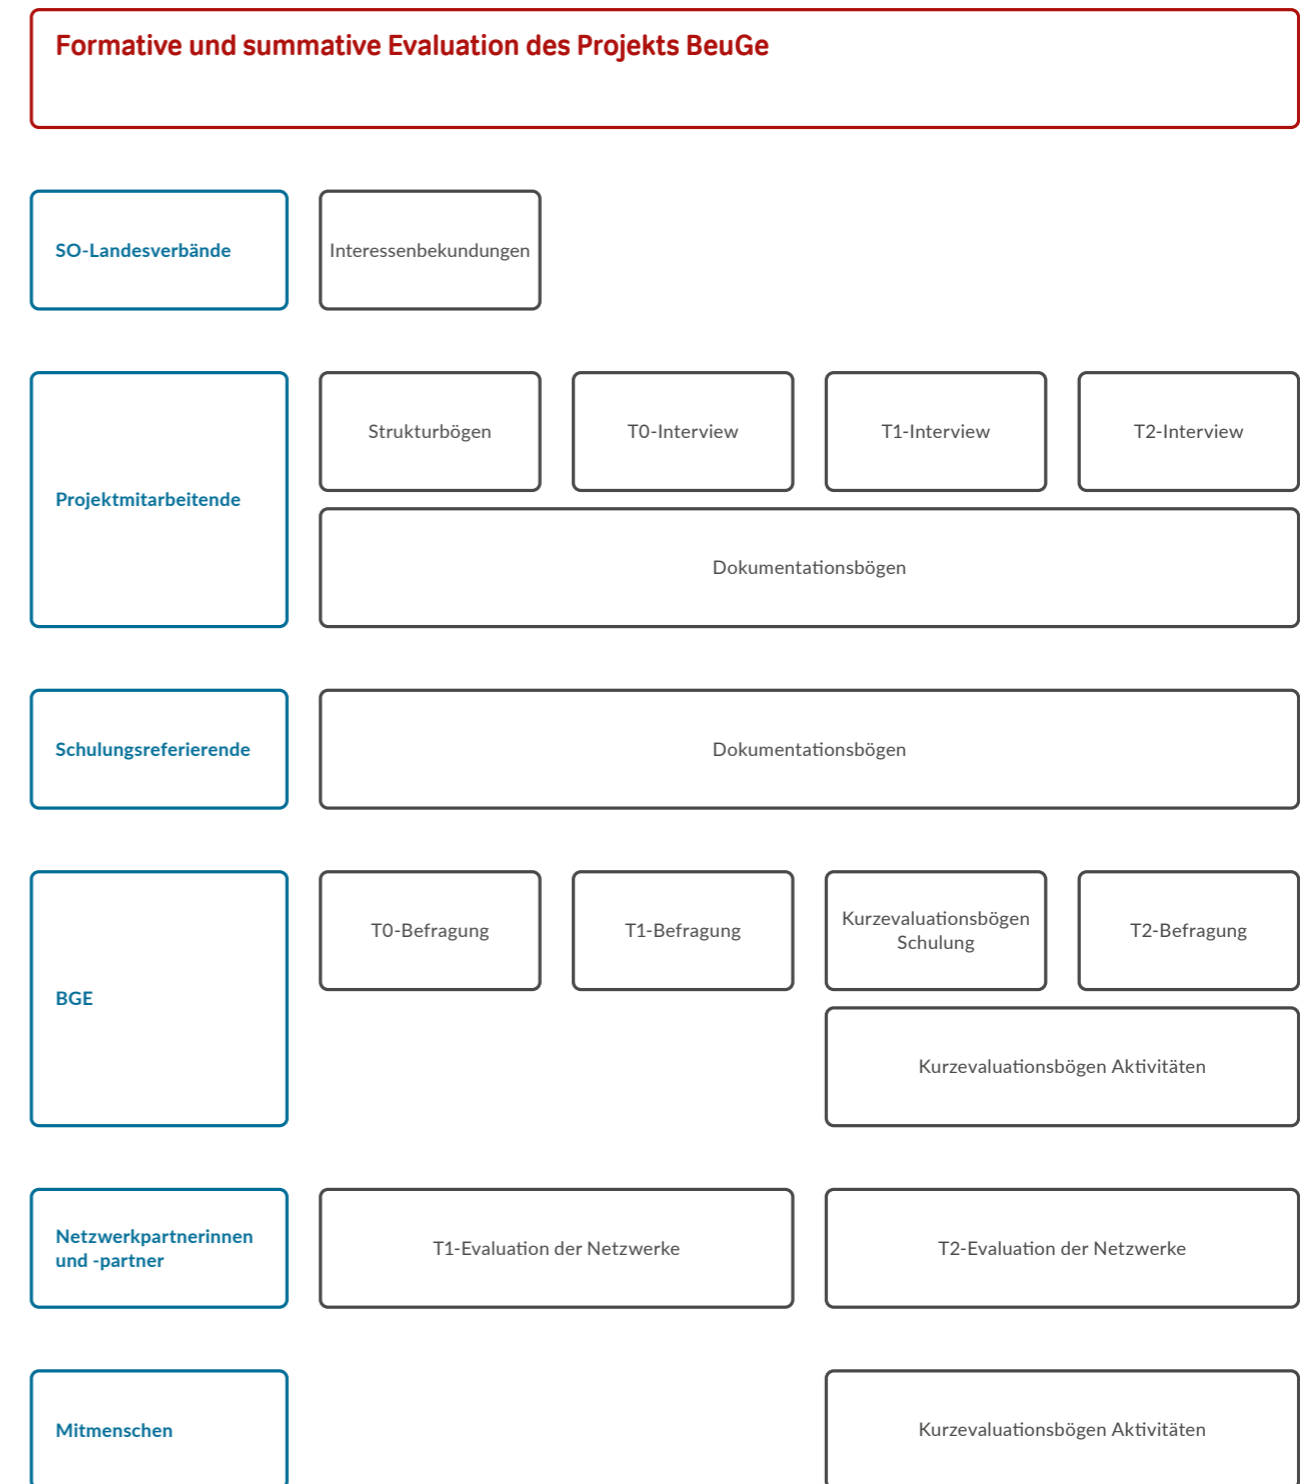 Formative und summative Evaluation des Projekts BeuGe
SO-Landesverbände
Interessenbekundungen
Projektmitarbeitende
Strukturbögen
T0-Interview
T1-Interview
T2-Interview
Dokumentationsbögen
Schulungsreferierende
Dokumentationsbögen
BGE
T0-Befragung
T1-Befragung
Kurzevaluationsbögen
Schulung
T2-Befragung
Kurzevaluationsbögen Aktivitäten
Netzwerkpartnerinnen
und -partner
T1-Evaluation der Netzwerke
T2-Evaluation der Netzwerke
Mitmenschen
Kurzevaluationsbögen Aktivitäten